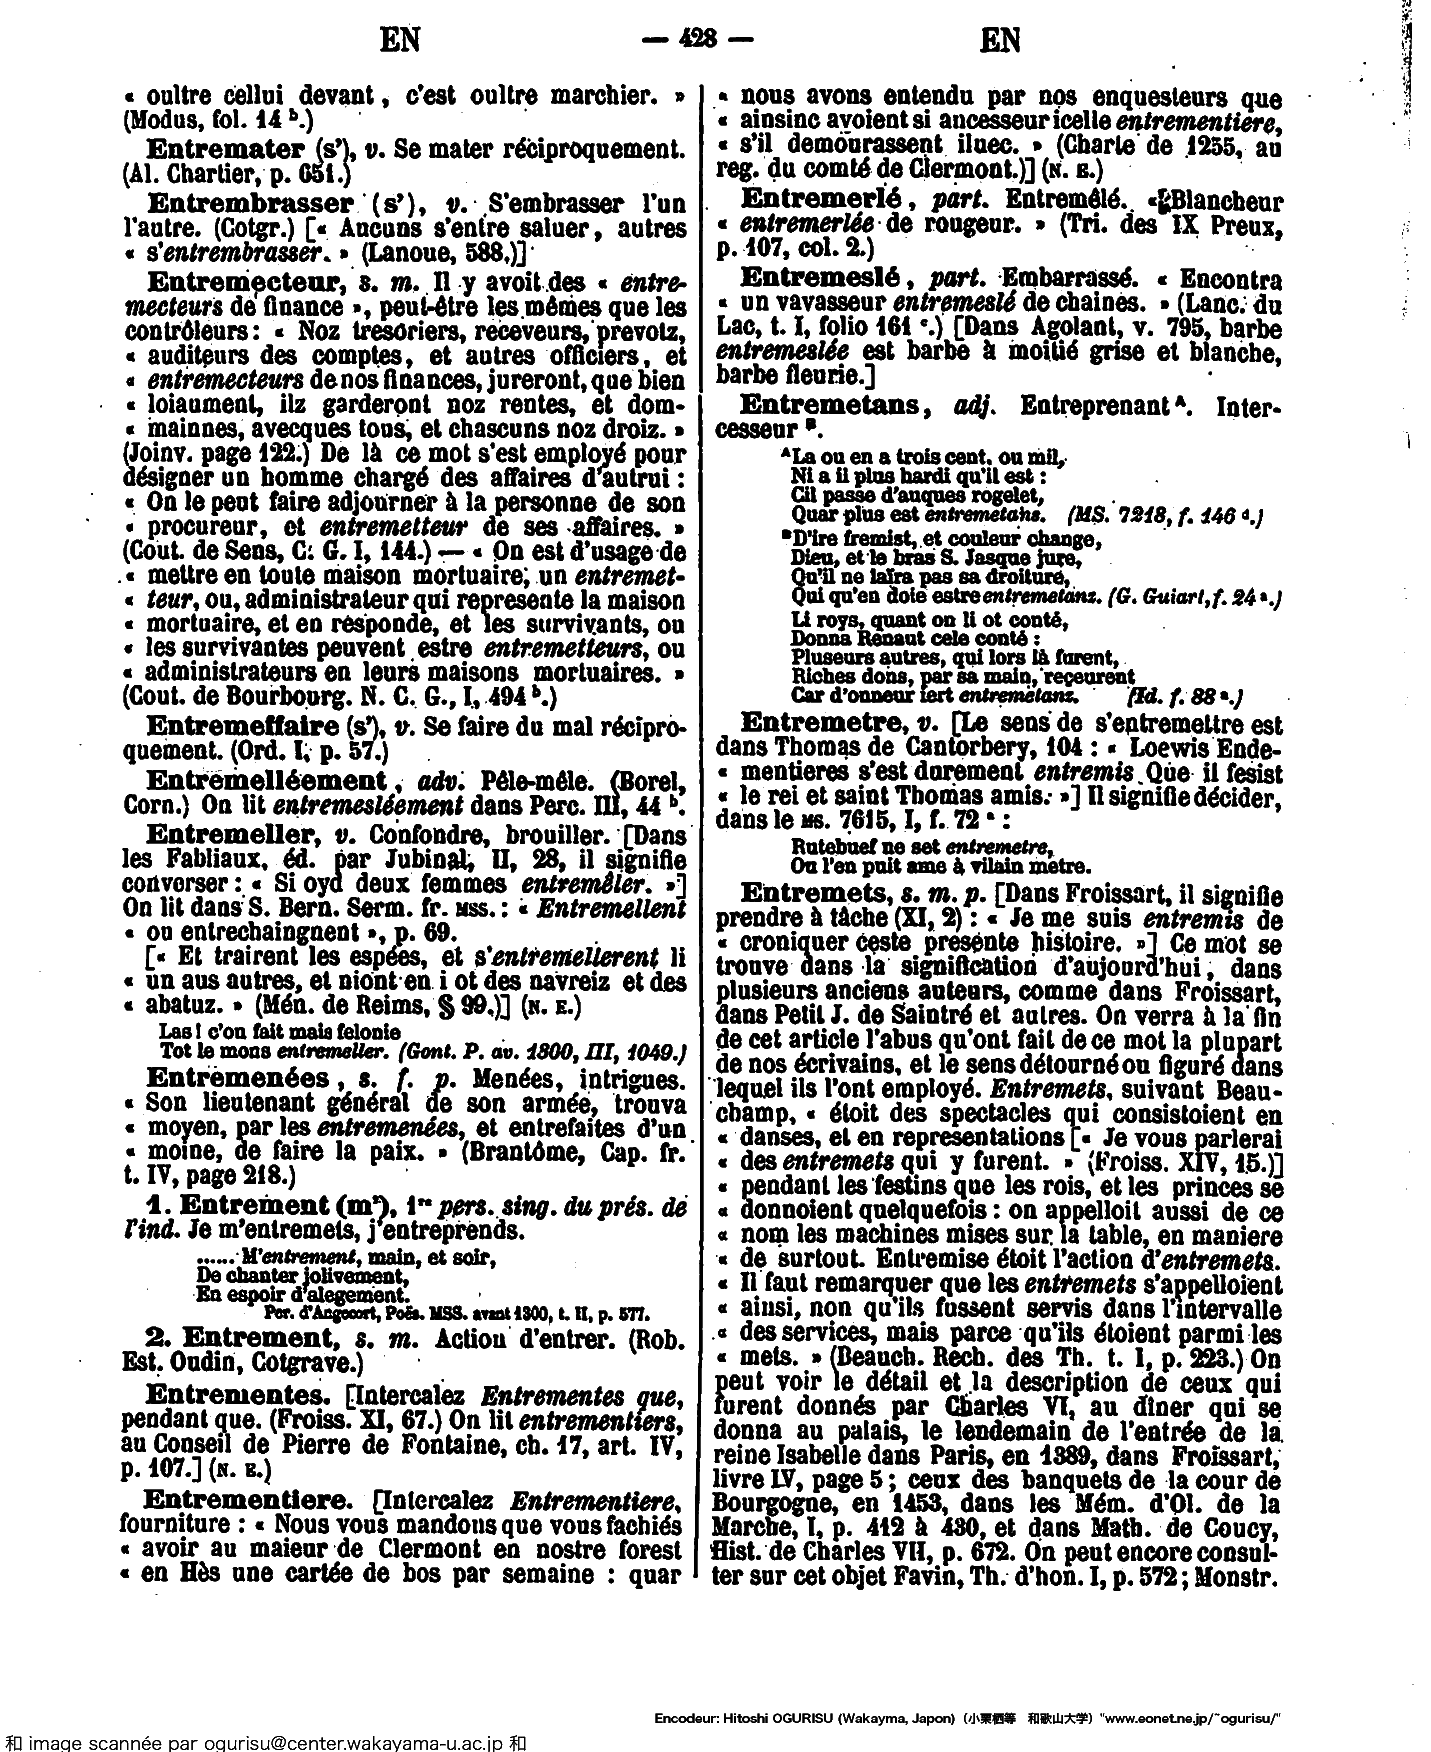 EN — 428 — EN
« oultre cellui devant, c'est oultre marchier. »
(Modus, fol. 14 b.)
Entremater (s'), v. Se mater réciproquement.
(Al. Chartier, p. 651.)
Entrembrasser (s'), v. S'embrasser l'un
l'autre. (Cotgr.) [« Aucuns s'entre saluer, autres
« s'entrembrasser. » (Lanoue, 588.)]
Entremecteur, s. m. Il y avoit des « entre-
mecteurs de finance », peut-être les mêmes que les
contrôleurs : « Noz tresoriers, receveurs, prevotz,
« auditeurs des comptes, et autres officiers, et
« entremecteurs de nos finances, jureront, que bien
« loiaument, ilz garderont noz rentes, et dom-
« mainnes, avecques tous, et chascuns noz droiz. »
(Joinv. page 122.) De là ce mot s'est employé pour
désigner un homme chargé des affaires d'autrui :
« On le peut faire adjourner à la personne de son
« procureur, et entremetteur de ses affaires. »
(Cout. de Sens, C. G. I, 144.) — « On est d'usage de
« mettre en toute maison mortuaire, un entremet-
« teur, ou, administrateur qui represente la maison
« mortuaire, et en responde, et les survivants, ou
« les survivantes peuvent estre entremetteurs, ou
« administrateurs en leurs maisons mortuaires. »
(Cout. de Bourbourg. N. C. G., I, 494 b.)
Entremeffaire (s'), v. Se faire du mal récipro-
quement. (Ord. I, p. 57.)
Entremelléement, adv. Pêle-mêle. (Borel,
Corn.) On lit entremesléement dans Perc. III, 44 b.
Entremeller, v. Confondre, brouiller. [Dans
les Fabliaux, éd. par Jubinal, II, 28, il signifie
converser : « Si oyd deux femmes entremêler. »]
On lit dans S. Bern. Serm. fr. MSS. : « Entremellent
« ou entrechaingnent », p. 69.
[« Et trairent les espées, et s'entremellerent li
« un aus autres, et niont en i ot des navreiz et des
« abatuz. » (Mén. de Reims, § 99.)] (N. E.)
Las ! c'on fait mais felonie
Tot le mons entremeller. (Gont. P. av. 1300, III, 1049.)
Entremenées, s. f. p. Menées, intrigues.
« Son lieutenant général de son armée, trouva
« moyen, par les entremenées, et entrefaites d'un
« moine, de faire la paix. » (Brantôme, Cap. fr.
t. IV, page 218.)
1. Entrement (m'), 1re pers. sing. du prés. de
l'ind. Je m'entremets, j'entreprends.
...... M'entrement, main, et soir,
De chanter jolivement,
En espoir d'alegement.
Per. d'Angecort, Poës. MSS. avant 1300, t. II, p. 577.
2. Entrement, s. m. Action d'entrer. (Rob.
Est. Oudin, Cotgrave.)
Entrementes. [Intercalez Entrementes que,
pendant que. (Froiss. XI, 67.) On lit entrementiers,
au Conseil de Pierre de Fontaine, ch. 17, art. IV,
p. 107.] (N. E.)
Entrementiere. [Intercalez Entrementiere,
fourniture : « Nous vous mandons que vous fachiés
« avoir au maieur de Clermont en nostre forest
« en Hès une cartée de bos par semaine : quar
« nous avons entendu par nos enquesteurs que
« ainsinc avoient si ancesseur icelle entrementiere,
« s'il demourassent iluec. » (Charte de 1255, au
reg. du comté de Clermont.)] (N. E.)
Entremerlé, part. Entremêlé. « Blancheur
« entremerlée de rougeur. » (Tri. des IX Preux,
p. 107, col. 2.)
Entremeslé, part. Embarrassé. « Encontra
« un vavasseur entremeslé de chaines. » (Lanc. du
Lac, t. I, folio 161 c.) [Dans Agolant, v. 795, barbe
entremeslée est barbe à moitié grise et blanche,
barbe fleurie.]
Entremetans, adj. Entreprenant A. Inter-
cesseur B.
A La ou en a trois cent, ou mil,
Ni a il plus hardi qu'il est :
Cil passe d'auques rogelet,
Quar plus est entremetans. (MS. 7218, f. 146 d.)
B D'ire fremist, et couleur change,
Dieu, et le bras S. Jasque jure,
Qu'il ne laira pas sa droiture,
Qui qu'en doie estre entremetanz. (G. Guiart, f. 24 a.)
Li roys, quant on li ot conté,
Donna Renaut cele conté :
Pluseurs autres, qui lors là furent,
Riches dons, par sa main, reçeurent
Car d'onneur iert entremetanz. (Id. f. 88 a.)
Entremetre, v. [Le sens de s'entremettre est
dans Thomas de Cantorbery, 104 : « Loewis Ende-
« mentieres s'est durement entremis Que il fesist
« le rei et saint Thomas amis. »] Il signifie décider,
dans le MS. 7615, I, f. 72 a :
Rutebuef ne set entremetre,
Ou l'en puit ame à vilain metre.
Entremets, s. m. p. [Dans Froissart, il signifie
prendre à tâche (XI, 2) : « Je me suis entremis de
« croniquer ceste presente histoire. »] Ce mot se
trouve dans la signification d'aujourd'hui, dans
plusieurs anciens auteurs, comme dans Froissart,
dans Petit J. de Saintré et autres. On verra à la fin
de cet article l'abus qu'ont fait de ce mot la plupart
de nos écrivains, et le sens détourné ou figuré dans
lequel ils l'ont employé. Entremets, suivant Beau-
champ, « étoit des spectacles qui consistoient en
« danses, et en representations [« Je vous parlerai
« des entremets qui y furent. » (Froiss. XIV, 15.)]
« pendant les festins que les rois, et les princes se
« donnoient quelquefois : on appelloit aussi de ce
« nom les machines mises sur la table, en maniere
« de surtout. Entremise étoit l'action d'entremets.
« Il faut remarquer que les entremets s'appelloient
« ainsi, non qu'ils fussent servis dans l'intervalle
« des services, mais parce qu'ils étoient parmi les
« mets. » (Beauch. Rech. des Th. t. I, p. 223.) On
peut voir le détail et la description de ceux qui
furent donnés par Charles VI, au dîner qui se
donna au palais, le lendemain de l'entrée de la
reine Isabelle dans Paris, en 1389, dans Froissart,
livre LV, page 5 ; ceux des banquets de la cour de
Bourgogne, en 1453, dans les Mém. d'Ol. de la
Marche, I, p. 412 à 430, et dans Math. de Coucy,
Hist. de Charles VII, p. 672. On peut encore consul-
ter sur cet objet Favin, Th. d'hon. I, p. 572 ; Monstr.
Encodeur: Hitoshi OGURISU (Wakayma, Japon) (小栗栖等 和歌山大学) "www.eonet.ne.jp/~ogurisu/"
和 image scannée par ogurisu@center.wakayama-u.ac.jp 和